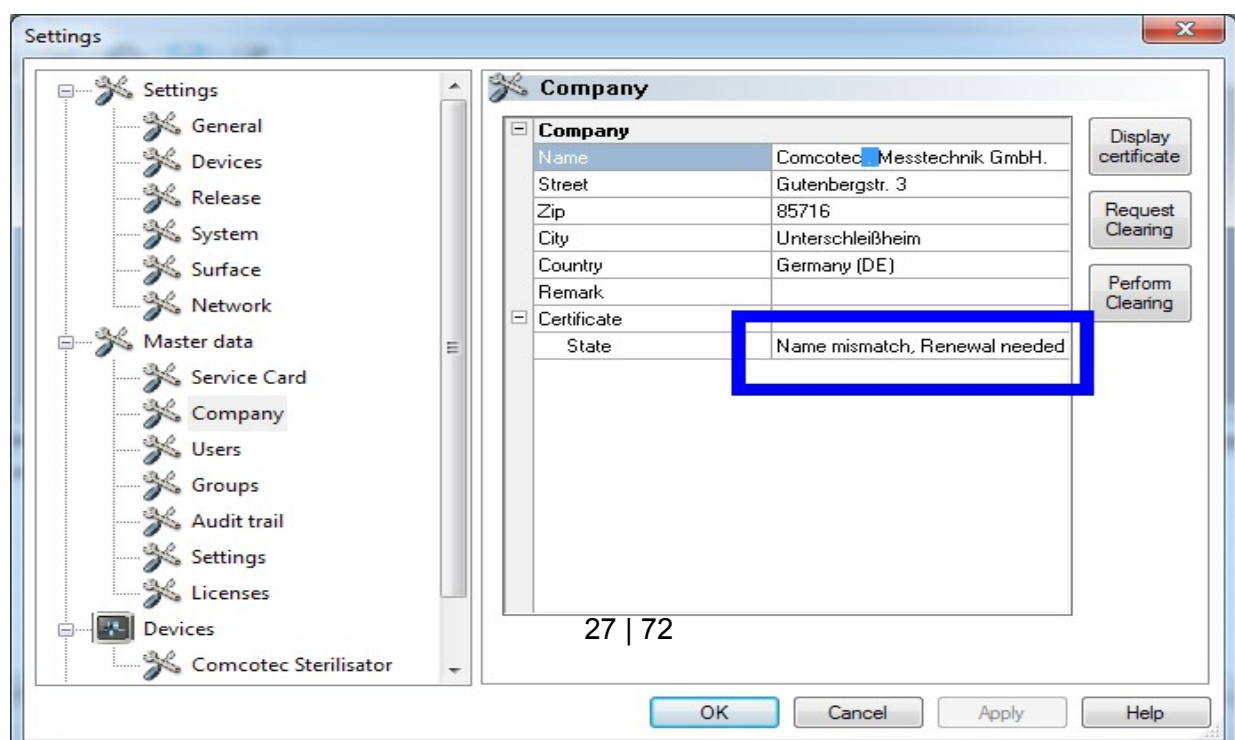 Settings
Settings
General
Devices
Release
System
Surface
Network
Master data
Service Card
Company
Users
Groups
Audit trail
Settings
Licenses
Devices
Comcotec Sterilisator
Company
Company
Name Comcotec . Messtechnik GmbH.
Street Gutenbergstr. 3
Zip 85716
City Unterschleißheim
Country Germany (DE)
Remark
Certificate
State Name mismatch, Renewal needed
Display
certificate
Request
Clearing
Perform
Clearing
27 | 72
OK Cancel Apply Help